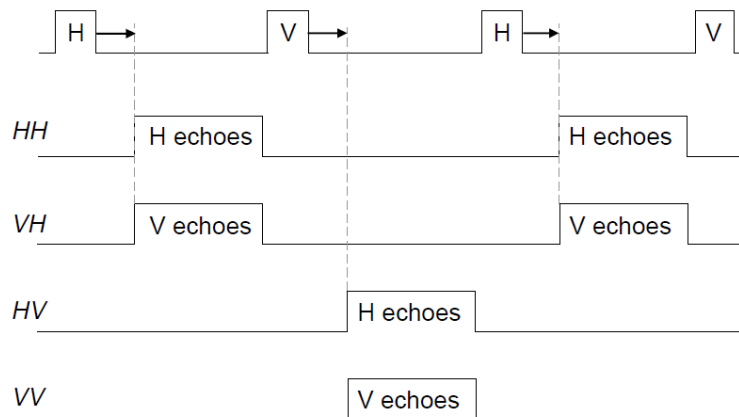 H V H V
HH H echoes H echoes
VH V echoes V echoes
HV H echoes
VV V echoes